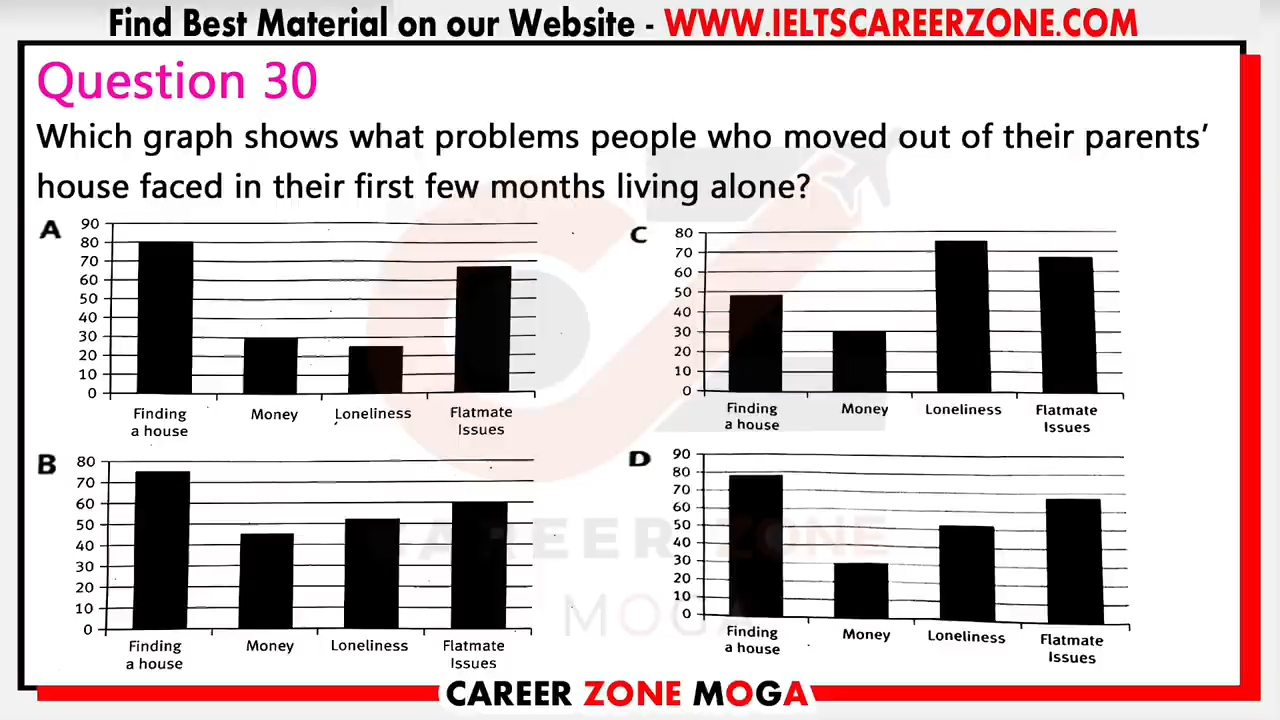 Find Best Material on our Website - WWW.IELTSCAREERZONE.COM
Question 30
Which graph shows what problems people who moved out of their parents’
house faced in their first few months living alone?
A
90
80
70
60
50
40
30
20
10
0
Finding
a house
Money
Loneliness
Flatmate
Issues
B
80
70
60
50
40
30
20
10
0
Finding
a house
Money
Loneliness
Flatmate
Issues
C
80
70
60
50
40
30
20
10
0
Finding
a house
Money
Loneliness
Flatmate
Issues
D
90
80
70
60
50
40
30
20
10
0
Finding
a house
Money
Loneliness
Flatmate
Issues
CAREER ZONE
MOGA
CAREER ZONE MOGA